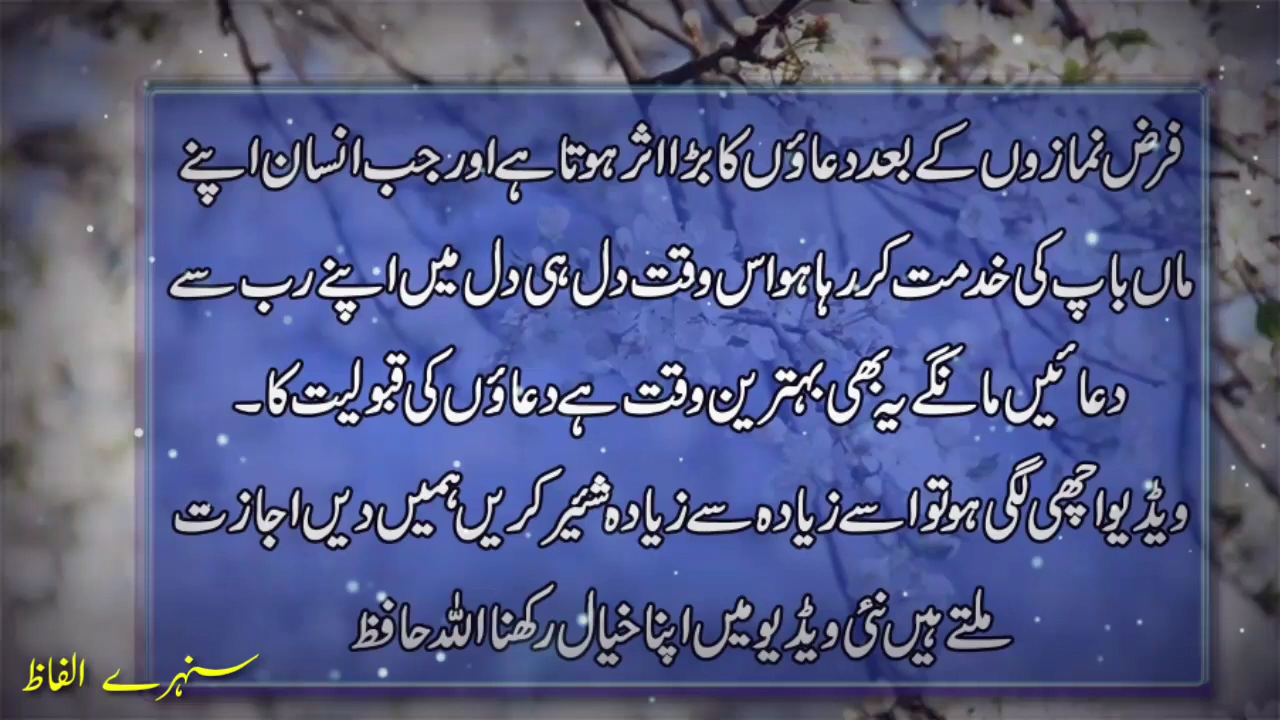 فرض نمازوں کے بعد دعاؤں کا بڑا اثر ہوتا ہے اور جب انسان اپنے
ماں باپ کی خدمت کر رہا ہو اس وقت دل ہی دل میں اپنے رب سے
دعائیں مانگے یہ بھی بہترین وقت ہے دعاؤں کی قبولیت کا۔
ویڈیو اچھی لگی ہو تو اسے زیادہ سے زیادہ شئیر کریں ہمیں دیں اجازت
ملتے ہیں نئی ویڈیو میں اپنا خیال رکھنا اللہ حافظ
سنہرے الفاظ